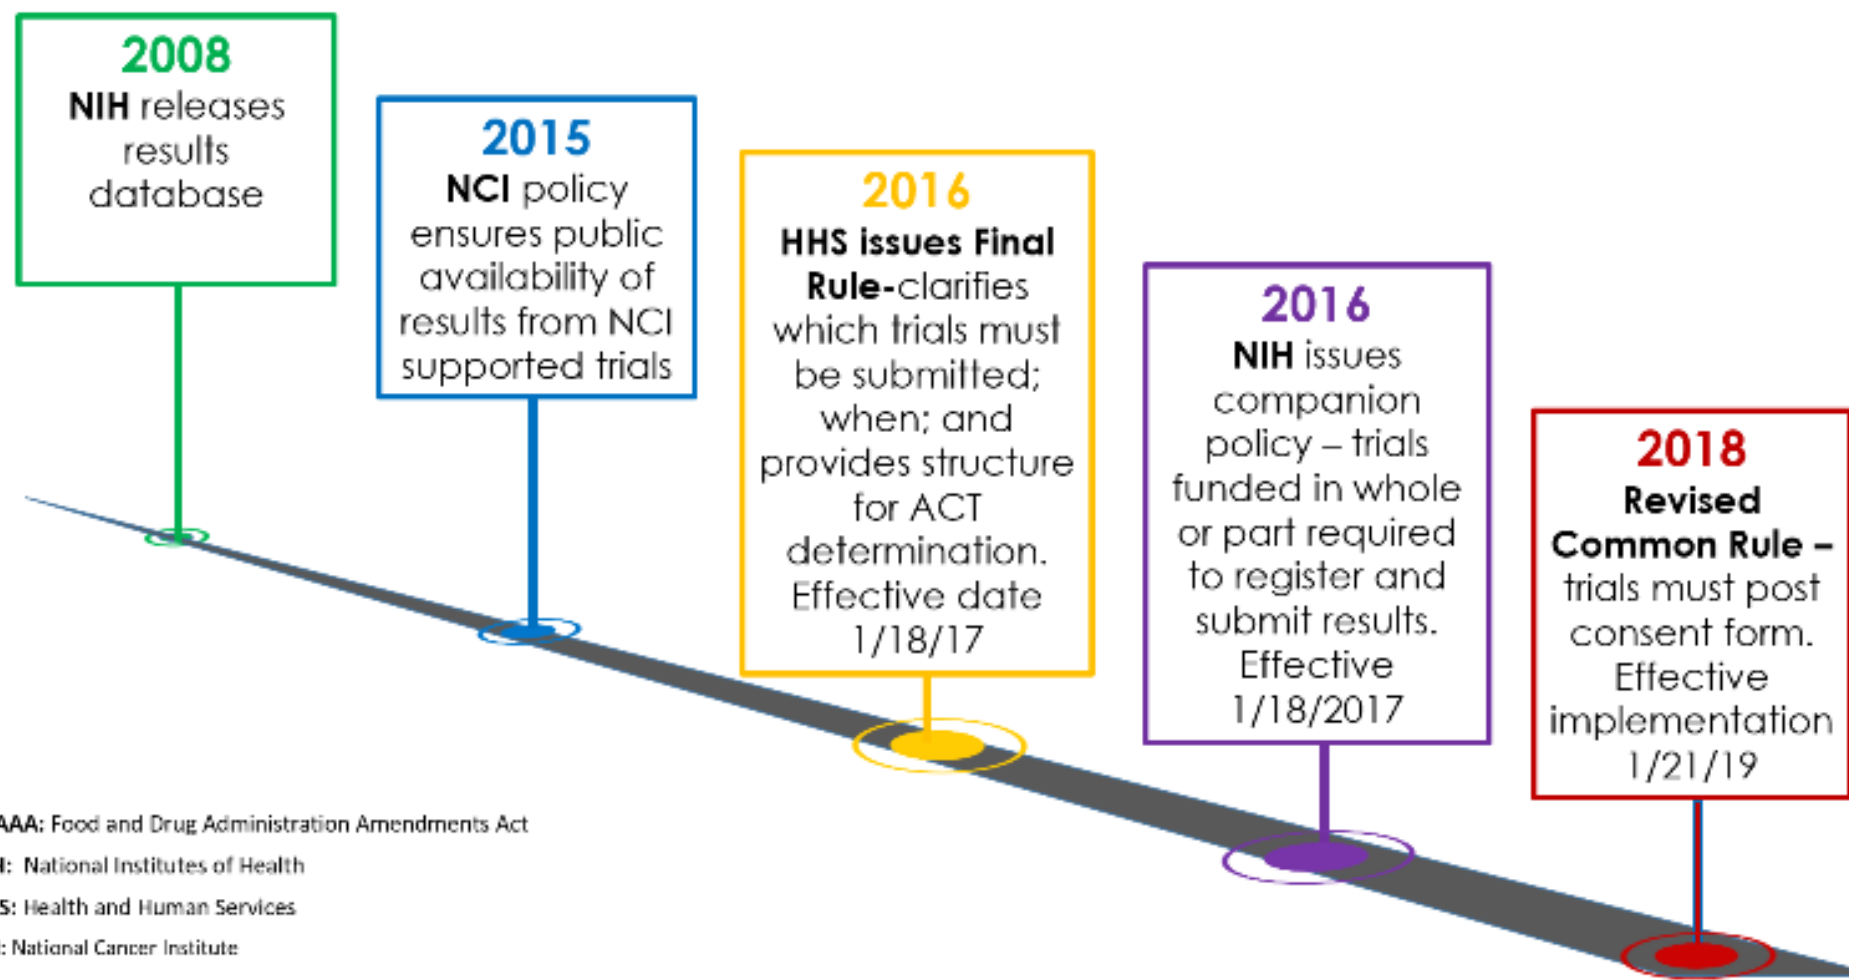 2008
NIH releases
results
database
2015
NCI policy
ensures public
availability of
results from NCI
supported trials
2016
HHS issues Final
Rule-clarifies
which trials must
be submitted;
when; and
provides structure
for ACT
determination.
Effective date
1/18/17
2016
NIH issues
companion
policy – trials
funded in whole
or part required
to register and
submit results.
Effective
1/18/2017
2018
Revised
Common Rule –
trials must post
consent form.
Effective
implementation
1/21/19
AAA: Food and Drug Administration Amendments Act
: National Institutes of Health
S: Health and Human Services
: National Cancer Institute